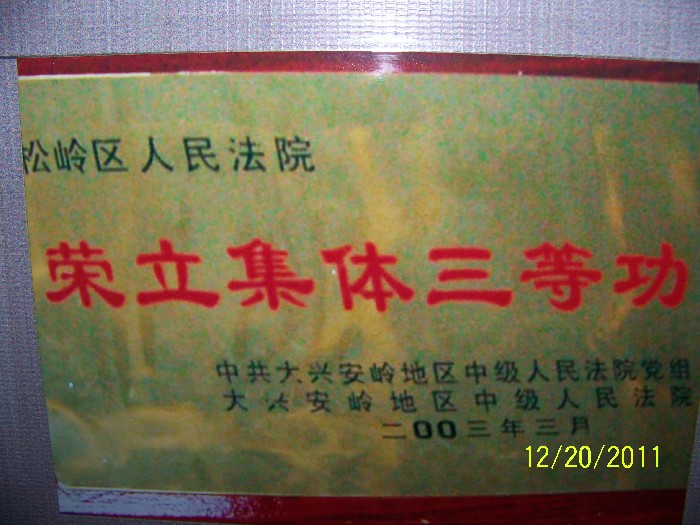 松岭区人民法院
荣立集体三等功
中共大兴安岭地区中级人民法院党组
大兴安岭地区中级人民法院
二00三年三月
12/20/2011